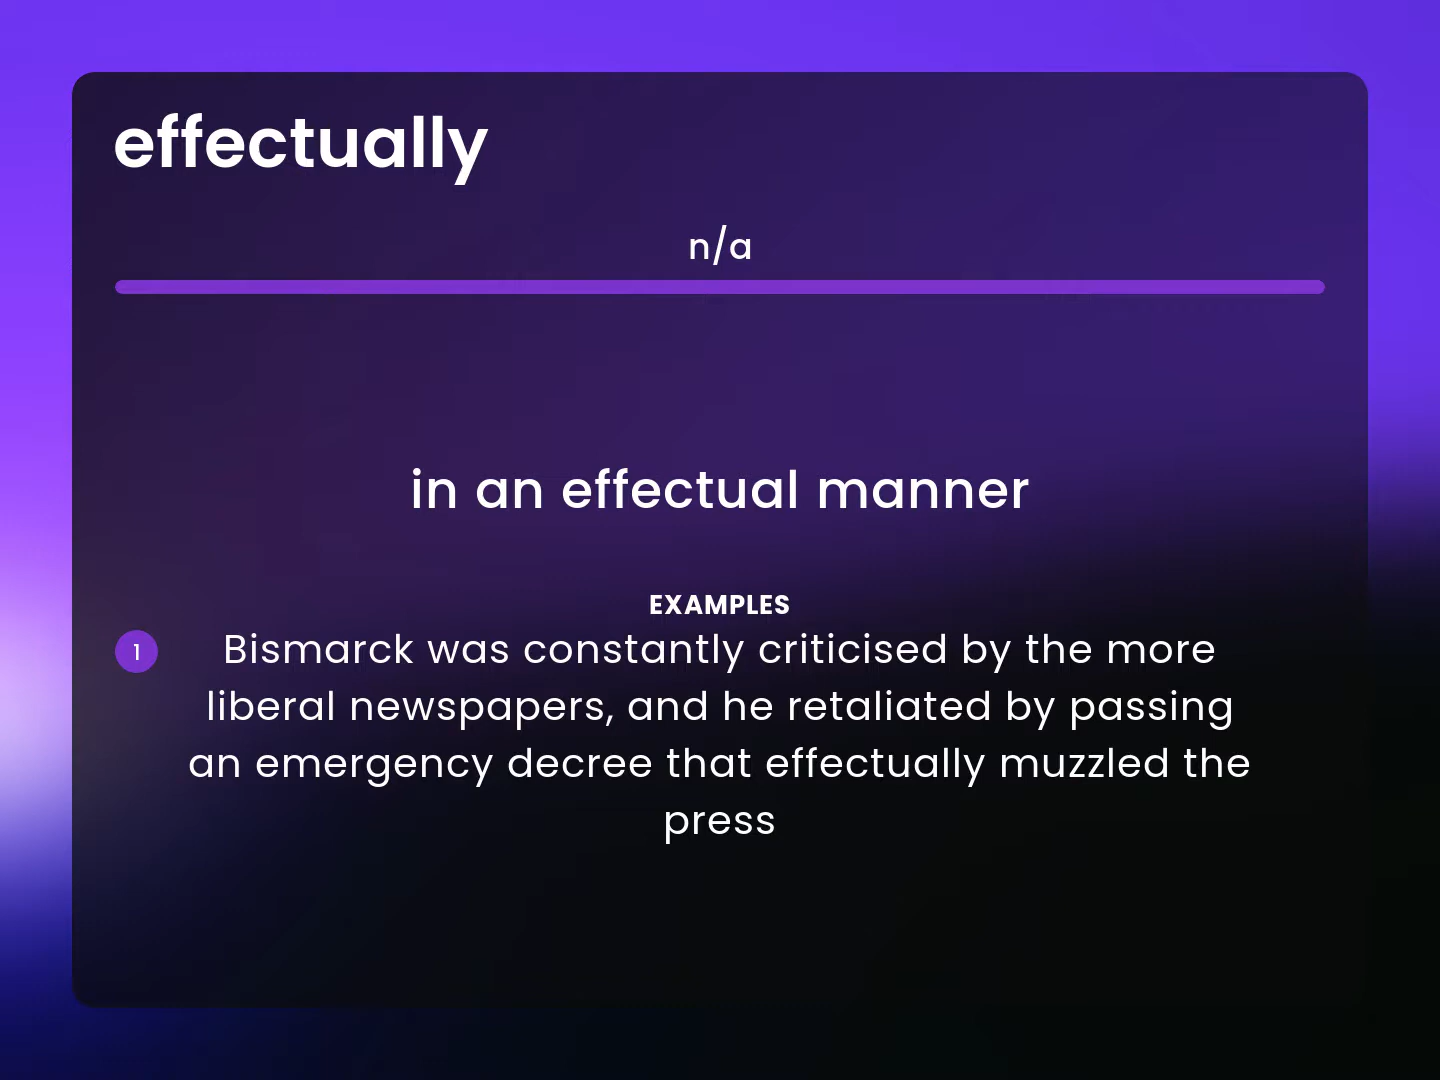 effectually
n/a
in an effectual manner
EXAMPLES
1 Bismarck was constantly criticised by the more
liberal newspapers, and he retaliated by passing
an emergency decree that effectually muzzled the
press